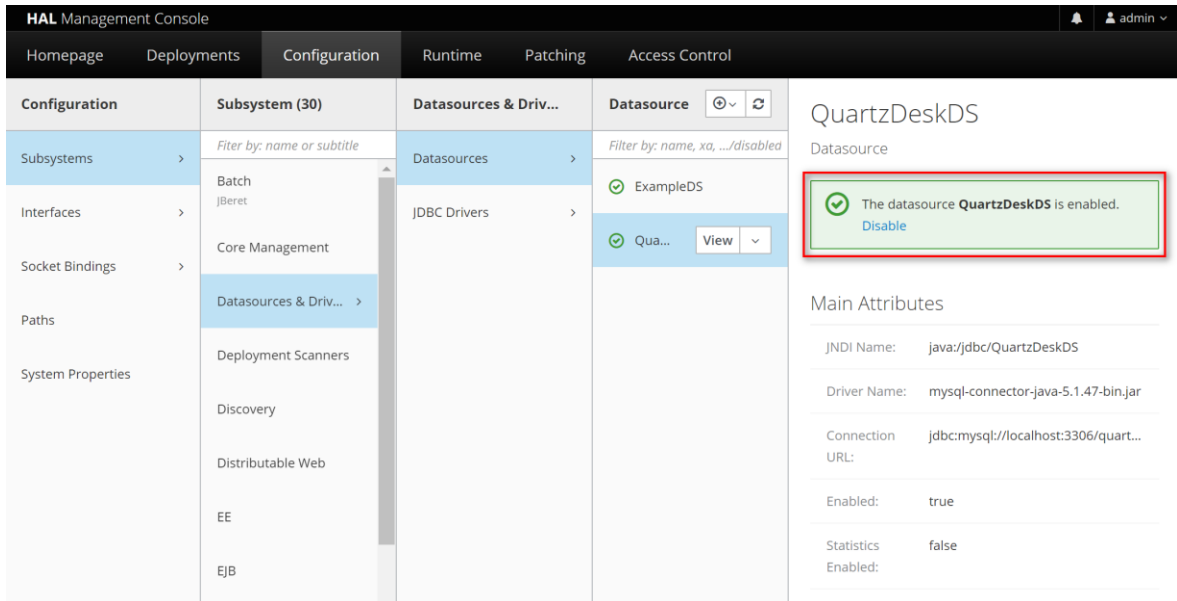 HAL Management Console
admin
Homepage Deployments Configuration Runtime Patching Access Control
Configuration
Subsystems
Interfaces
Socket Bindings
Paths
System Properties
Subsystem (30)
Fiter by: name or subtitle
Batch
JBeret
Core Management
Datasources & Driv...
Deployment Scanners
Discovery
Distributable Web
EE
EJB
Datasources & Driv...
Datasources
JDBC Drivers
Datasource
Filter by: name, xa, .../disabled
ExampleDS
Qua... View
QuartzDeskDS
Datasource
The datasource QuartzDeskDS is enabled.
Disable
Main Attributes
JNDI Name: java:/jdbc/QuartzDeskDS
Driver Name: mysql-connector-java-5.1.47-bin.jar
Connection URL: jdbc:mysql://localhost:3306/quart...
Enabled: true
Statistics Enabled: false